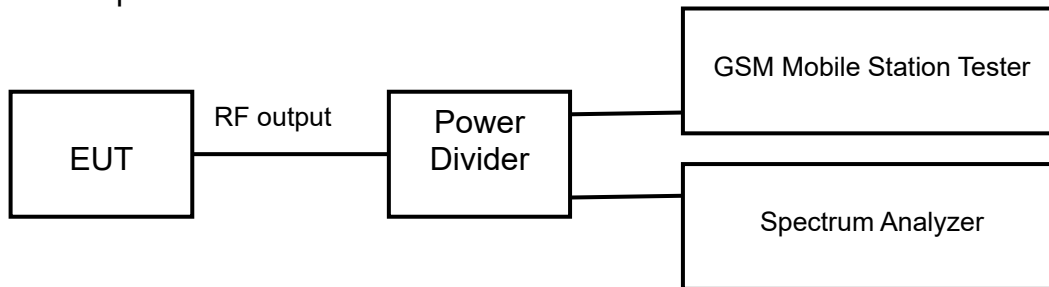 GSM Mobile Station Tester
RF output
EUT
Power
Divider
Spectrum Analyzer